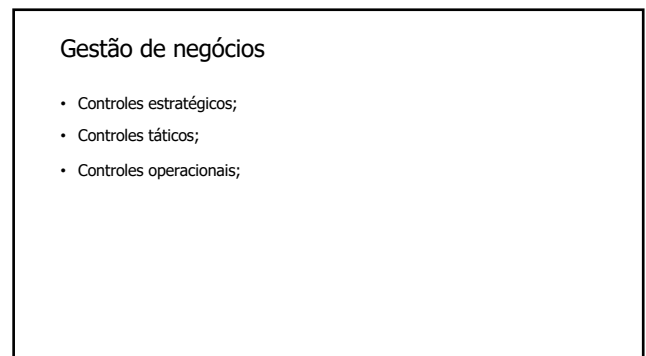 Gestão de negócios
• Controles estratégicos;
• Controles táticos;
• Controles operacionais;